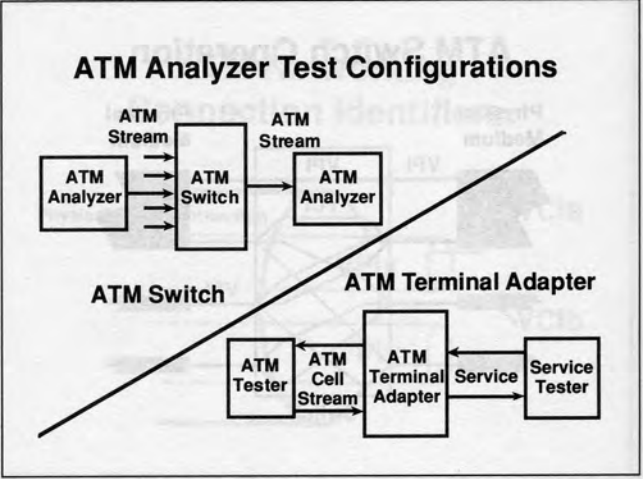 ATM Analyzer Test Configurations
ATM
Stream
ATM
Stream
ATM
Analyzer
ATM
Switch
ATM
Analyzer
ATM Switch
ATM Terminal Adapter
ATM
Tester
ATM
Cell
Stream
ATM
Terminal
Adapter
Service
Service
Tester